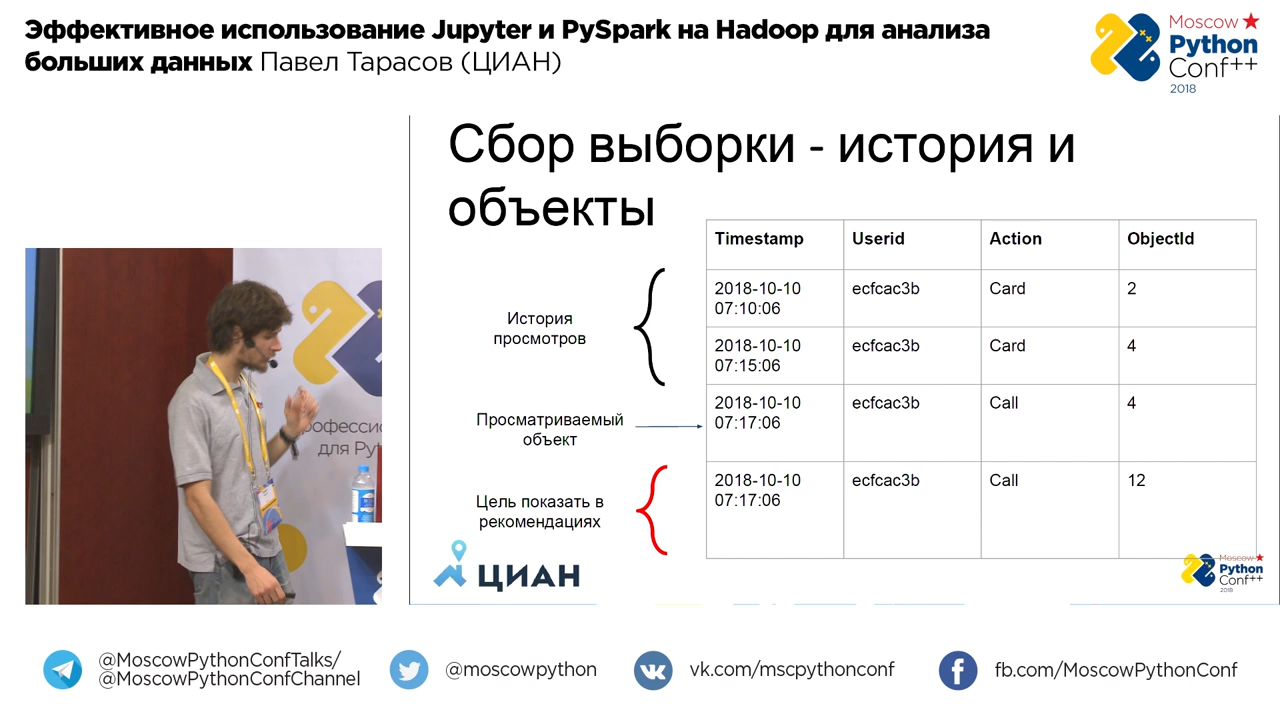 Эффективное использование Jupyter и PySpark на Hadoop для анализа
больших данных Павел Тарасов (ЦИАН)
Moscow
Python
Conf++
2018
Сбор выборки - история и
объекты
Timestamp Userid Action ObjectId
2018-10-10
07:10:06
ecfcac3b Card 2
История
просмотров
2018-10-10
07:15:06
ecfcac3b Card 4
Просматриваемый
объект
2018-10-10
07:17:06
ecfcac3b Call 4
Цель показать в
рекомендациях
2018-10-10
07:17:06
ecfcac3b Call 12
ЦИАН
Moscow
Python
Conf++
2018
рофесси
для Py
@MoscowPythonConfTalks/
@MoscowPythonConfChannel
@moscowpython
vk.com/mscpythonconf
fb.com/MoscowPythonConf